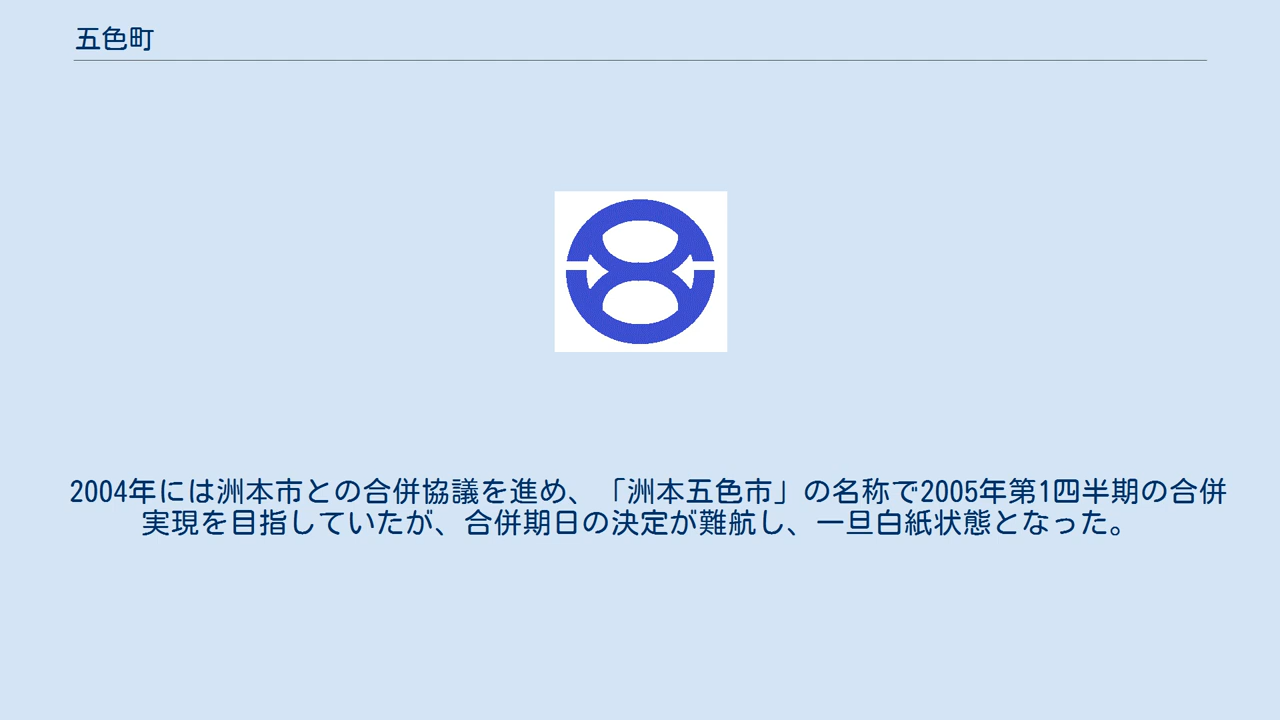 五色町
2004年には洲本市との合併協議を進め、「洲本五色市」の名称で2005年第1四半期の合併
実現を目指していたが、合併期日の決定が難航し、一旦白紙状態となった。